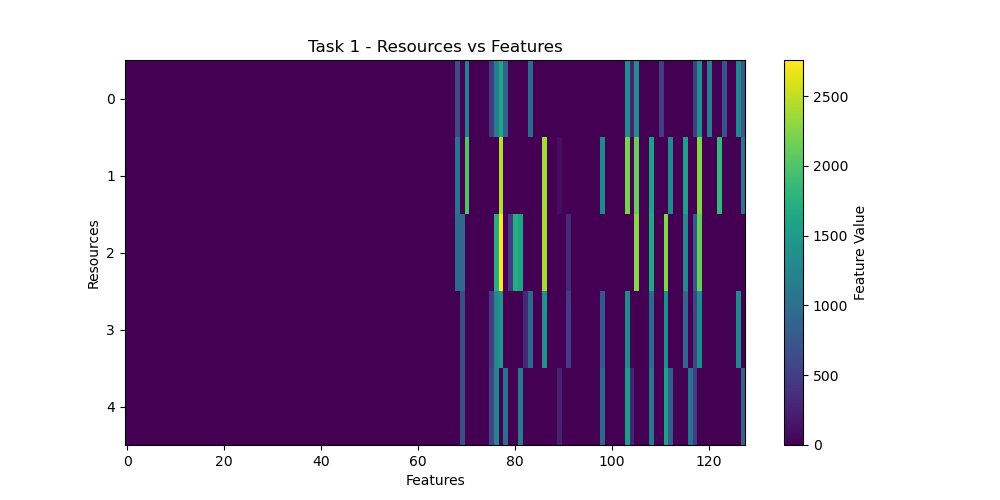 Task 1 - Resources vs Features
0
1
2
3
4
Resources
0 20 40 60 80 100 120
Features
2500
2000
1500
1000
500
0
Feature Value